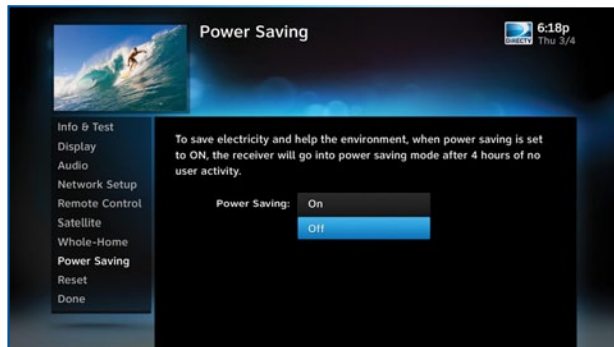 Power Saving
DIRECTV
6:18p
Thu 3/4
Info & Test
Display
Audio
Network Setup
Remote Control
Satellite
Whole-Home
Power Saving
Reset
Done
To save electricity and help the environment, when power saving is set
to ON, the receiver will go into power saving mode after 4 hours of no
user activity.
Power Saving: On
Off